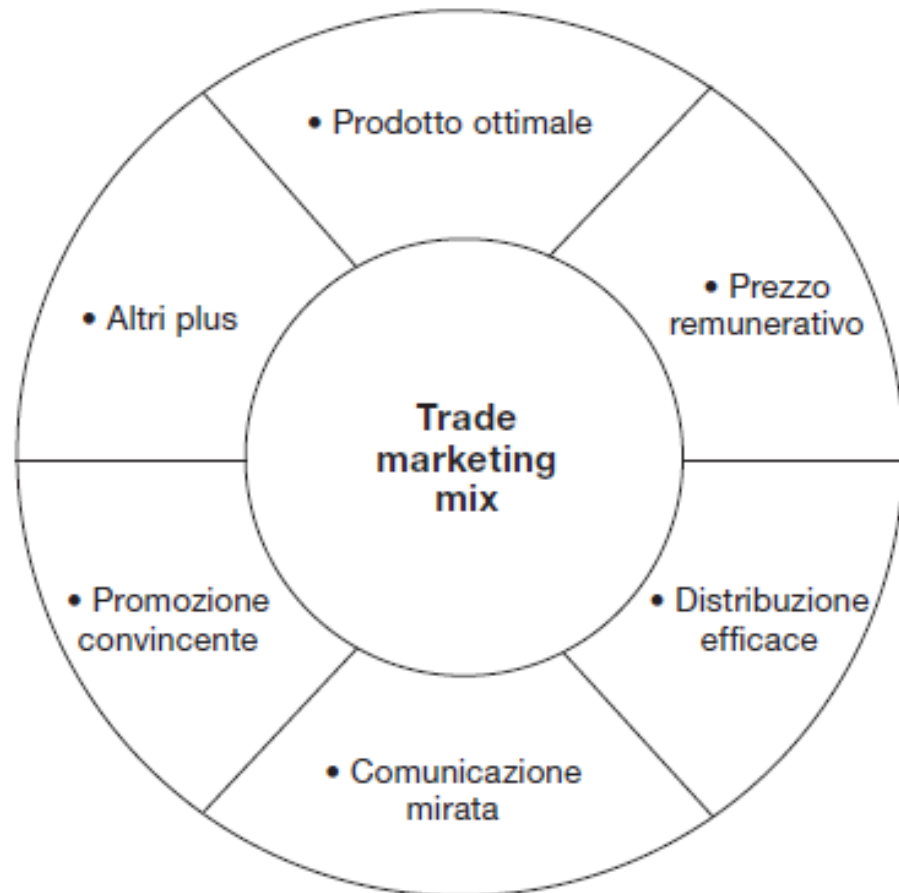 • Prodotto ottimale
• Prezzo
remunerativo
• Distribuzione
efficace
• Comunicazione
mirata
• Promozione
convincente
• Altri plus
Trade
marketing
mix